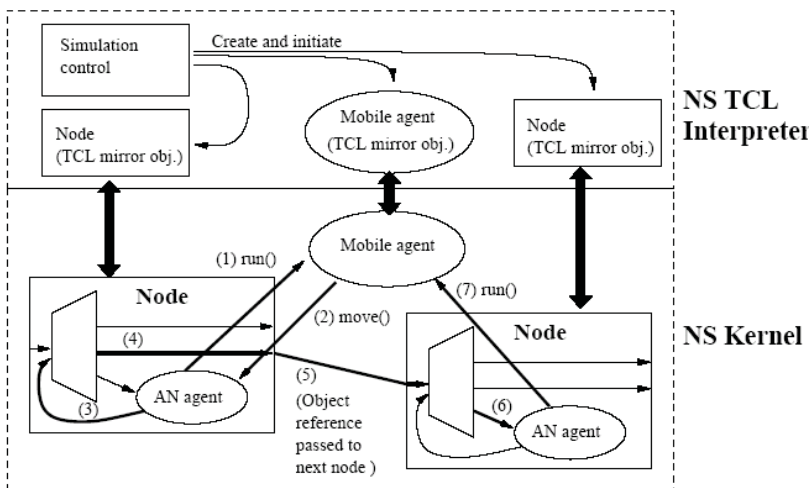 Simulation
control
Create and initiate
Node
(TCL mirror obj.)
Mobile agent
(TCL mirror obj.)
Node
(TCL mirror obj.)
NS TCL
Interpreter
Mobile agent
(1) run()
(2) move()
(7) run()
Node
(4)
(3)
AN agent
(5)
(Object
reference
passed to
next node )
Node
(6)
AN agent
NS Kernel